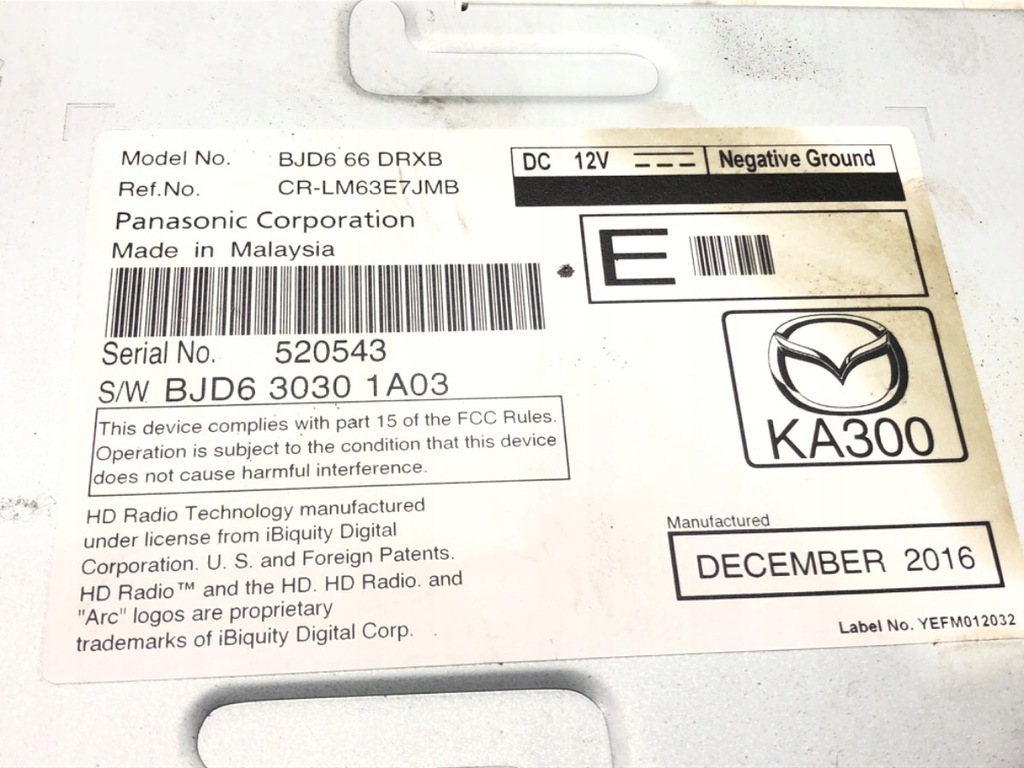 Model No. BJD6 66 DRXB
Ref.No. CR-LM63E7JMB
Panasonic Corporation
Made in Malaysia
DC 12V Negative Ground
E
Serial No. 520543
S/W BJD6 3030 1A03
KA300
This device complies with part 15 of the FCC Rules.
Operation is subject to the condition that this device
does not cause harmful interference.
HD Radio Technology manufactured
under license from iBiquity Digital
Corporation. U. S. and Foreign Patents.
HD Radio™ and the HD. HD Radio. and
"Arc" logos are proprietary
trademarks of iBiquity Digital Corp.
Manufactured
DECEMBER 2016
Label No. YEFM012032